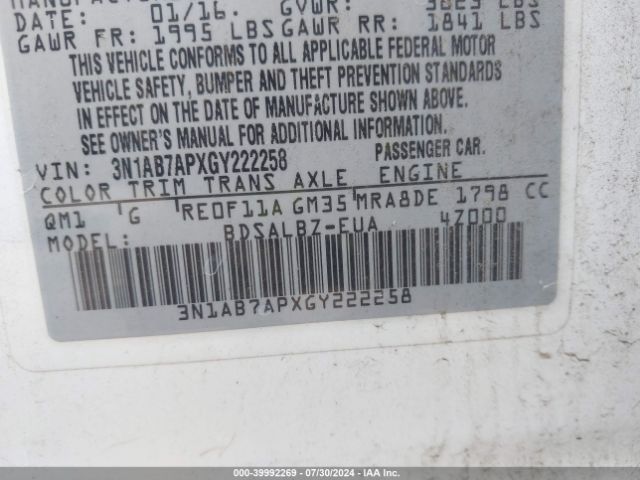 DATE: 01/16. GVWR: LBS
GAWR FR: 1995 LBS GAWR RR: 1841 LBS
THIS VEHICLE CONFORMS TO ALL APPLICABLE FEDERAL MOTOR
VEHICLE SAFETY, BUMPER AND THEFT PREVENTION STANDARDS
IN EFFECT ON THE DATE OF MANUFACTURE SHOWN ABOVE.
SEE OWNER'S MANUAL FOR ADDITIONAL INFORMATION.
VIN: 3N1AB7APXGY222258 PASSENGER CAR.
COLOR TRIM TRANS AXLE ENGINE
QM1 G RE0F11A GM35 MRA8DE 1798 CC
MODEL: BDSALBZ-EUA 4Z000
3N1AB7APXGY222258
000-39992269 - 07/30/2024 - IAA Inc.